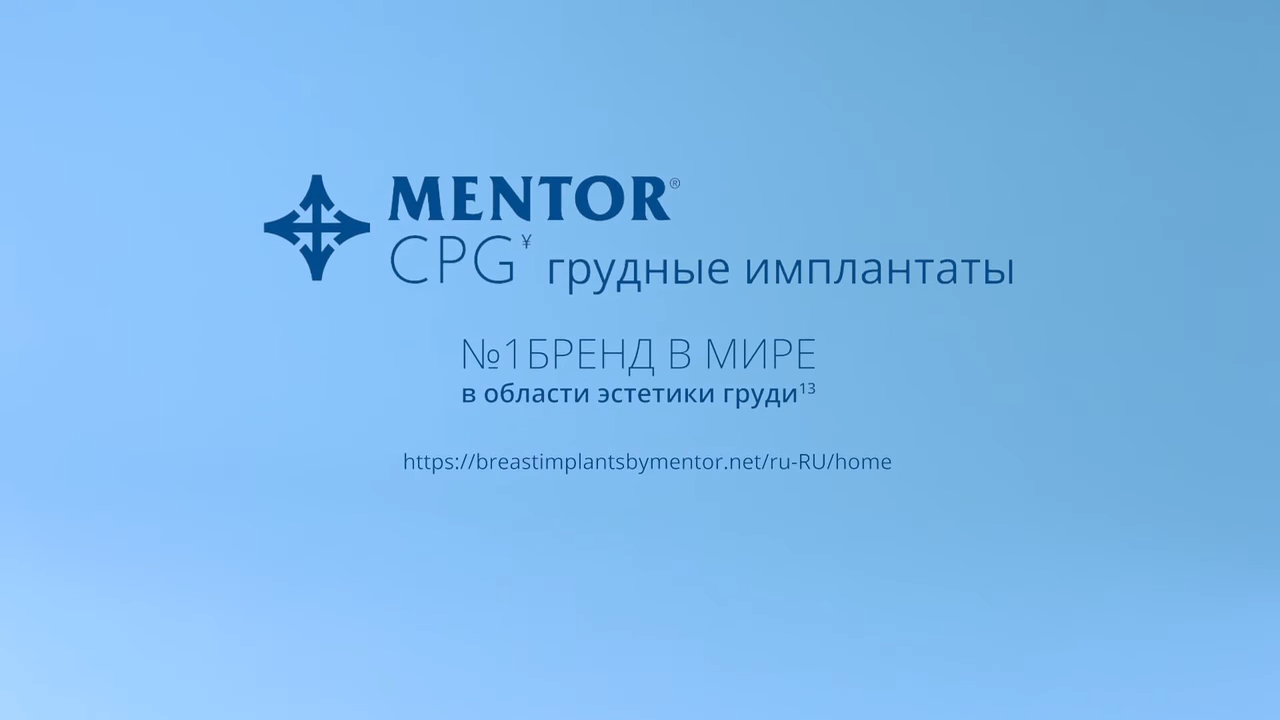 MENTOR®
CPG¥ грудные имплантаты
№1БРЕНД В МИРЕ
в области эстетики груди13
https://breastimplantsbymentor.net/ru-RU/home